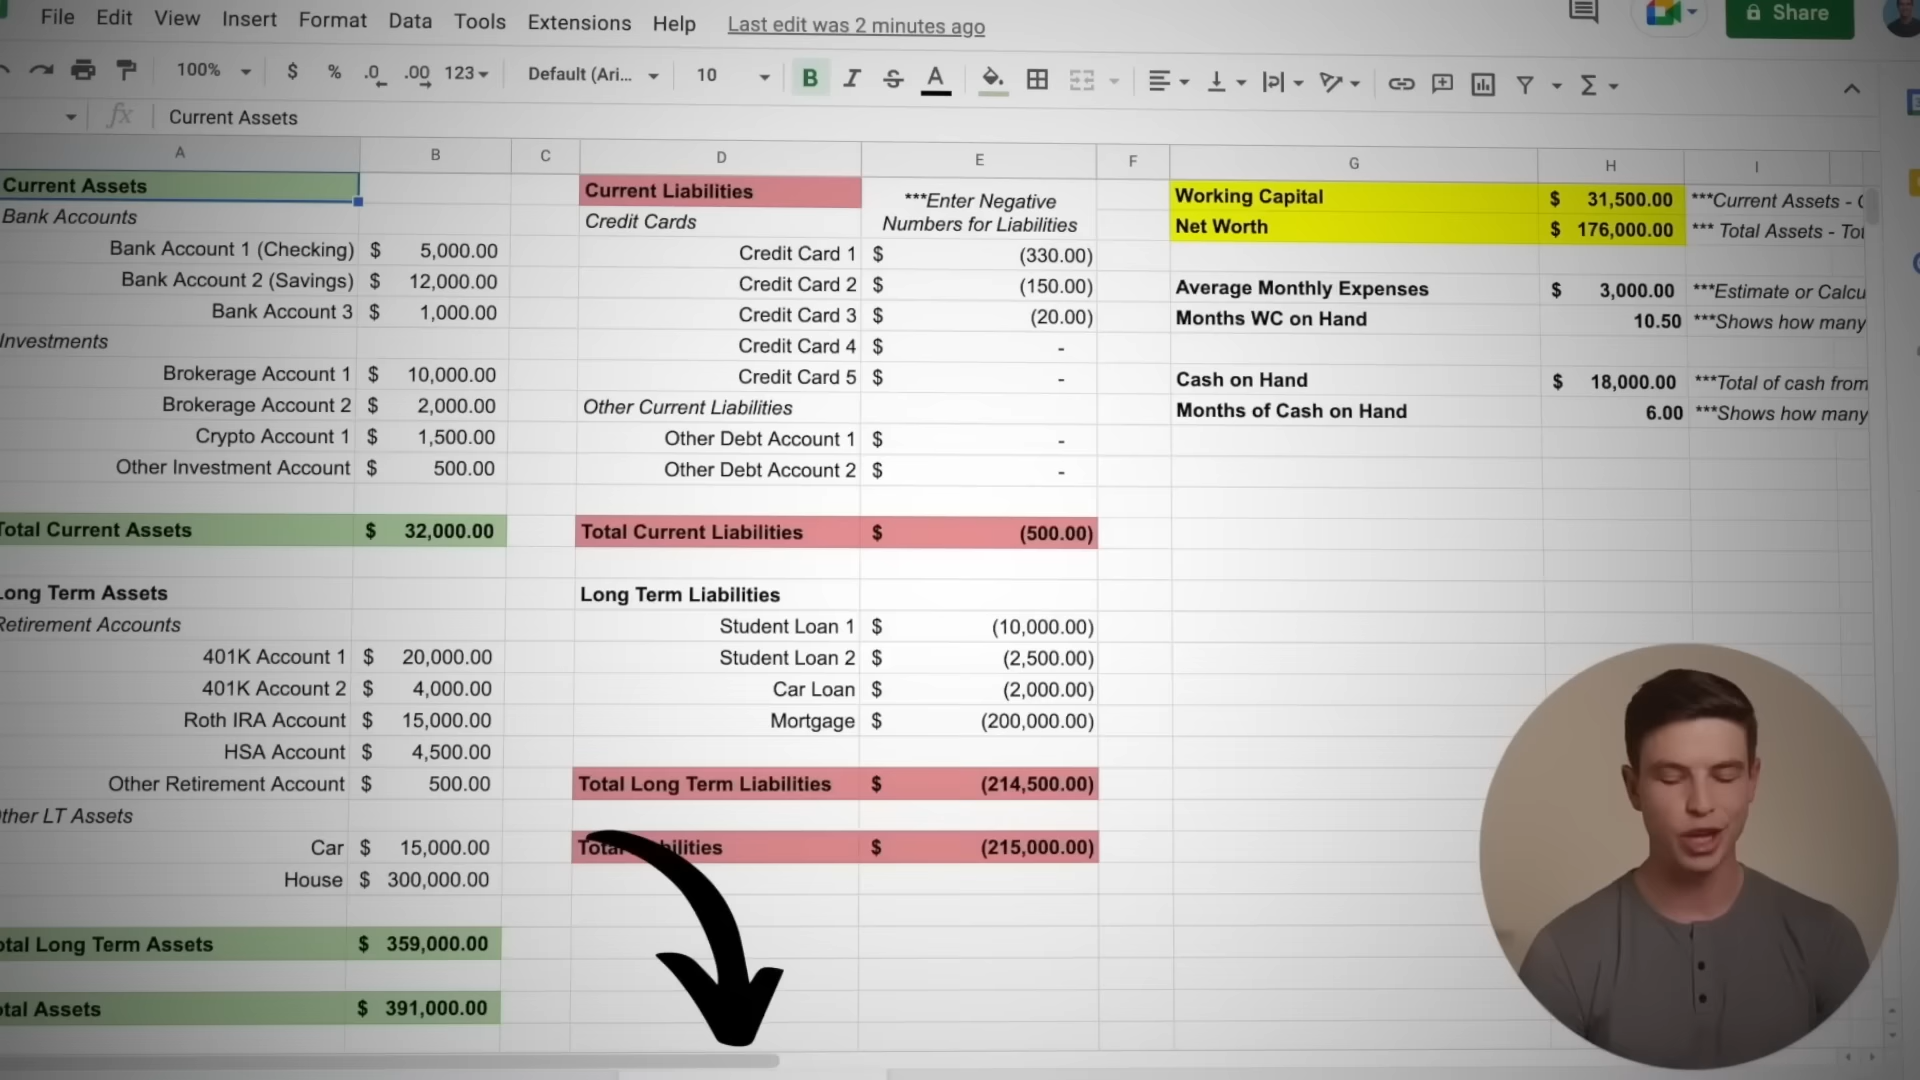 File Edit View Insert Format Data Tools Extensions Help Last edit was 2 minutes ago Share
100% $ % .0 .00 123 Default (Ari... 10 B I S A Σ
fx Current Assets
A B C D E F G H I
Current Assets
Bank Accounts
Bank Account 1 (Checking) $ 5,000.00
Bank Account 2 (Savings) $ 12,000.00
Bank Account 3 $ 1,000.00
Investments
Brokerage Account 1 $ 10,000.00
Brokerage Account 2 $ 2,000.00
Crypto Account 1 $ 1,500.00
Other Investment Account $ 500.00
Total Current Assets $ 32,000.00
Long Term Assets
Retirement Accounts
401K Account 1 $ 20,000.00
401K Account 2 $ 4,000.00
Roth IRA Account $ 15,000.00
HSA Account $ 4,500.00
Other Retirement Account $ 500.00
ther LT Assets
Car $ 15,000.00
House $ 300,000.00
otal Long Term Assets $ 359,000.00
otal Assets $ 391,000.00
Current Liabilities
***Enter Negative
Numbers for Liabilities
Credit Cards
Credit Card 1 $ (330.00)
Credit Card 2 $ (150.00)
Credit Card 3 $ (20.00)
Credit Card 4 $ -
Credit Card 5 $ -
Other Current Liabilities
Other Debt Account 1 $ -
Other Debt Account 2 $ -
Total Current Liabilities $ (500.00)
Long Term Liabilities
Student Loan 1 $ (10,000.00)
Student Loan 2 $ (2,500.00)
Car Loan $ (2,000.00)
Mortgage $ (200,000.00)
Total Long Term Liabilities $ (214,500.00)
Total bilities $ (215,000.00)
Working Capital $ 31,500.00 ***Current Assets -
Net Worth $ 176,000.00 *** Total Assets - Tot
Average Monthly Expenses $ 3,000.00 ***Estimate or Calcu
Months WC on Hand 10.50 ***Shows how many
Cash on Hand $ 18,000.00 ***Total of cash from
Months of Cash on Hand 6.00 ***Shows how many